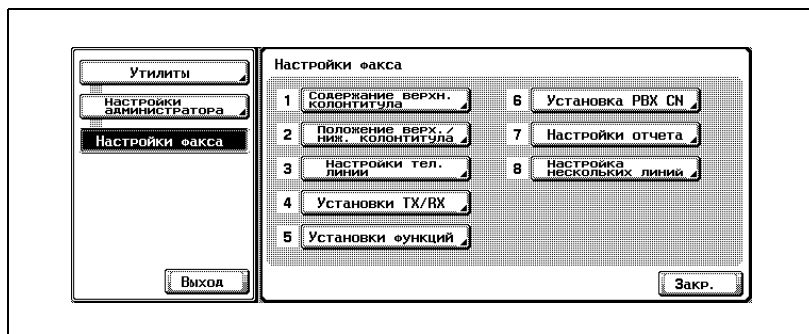 Утилиты
Настройки
администратора
Настройки факса
Выход
Настройки факса
1 Содержание верхн.
колонтитула
2 Положение верх./
ниж. колонтитула
3 Настройки тел.
линии
4 Установки TX/RX
5 Установки функций
6 Установка PBX CN
7 Настройки отчета
8 Настройка
нескольких линий
Закр.